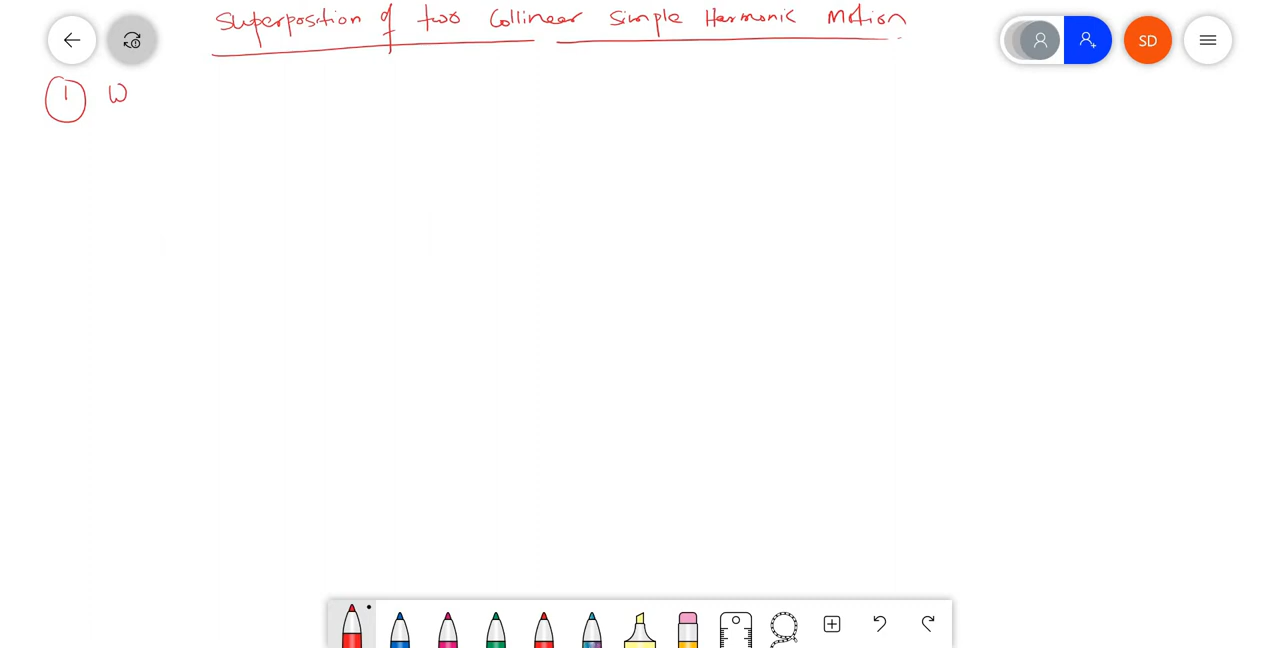 Superposition of two Collinear Simple Harmonic Motion
SD
① W